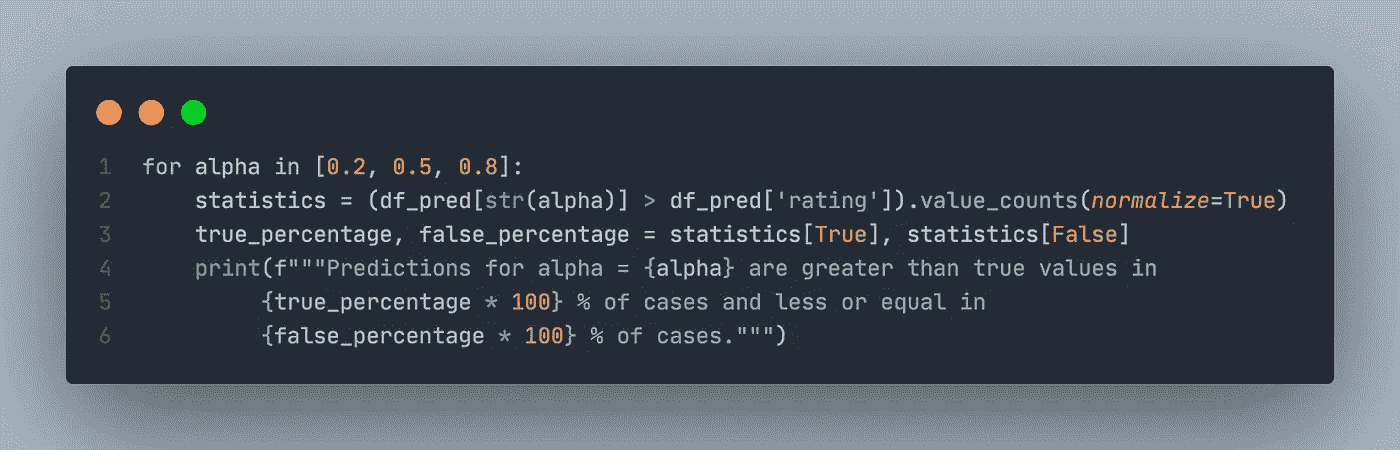 1 for alpha in [0.2, 0.5, 0.8]:
2     statistics = (df_pred[str(alpha)] > df_pred['rating']).value_counts(normalize=True)
3     true_percentage, false_percentage = statistics[True], statistics[False]
4     print(f"""Predictions for alpha = {alpha} are greater than true values in
5          {true_percentage * 100} % of cases and less or equal in
6          {false_percentage * 100} % of cases.""")